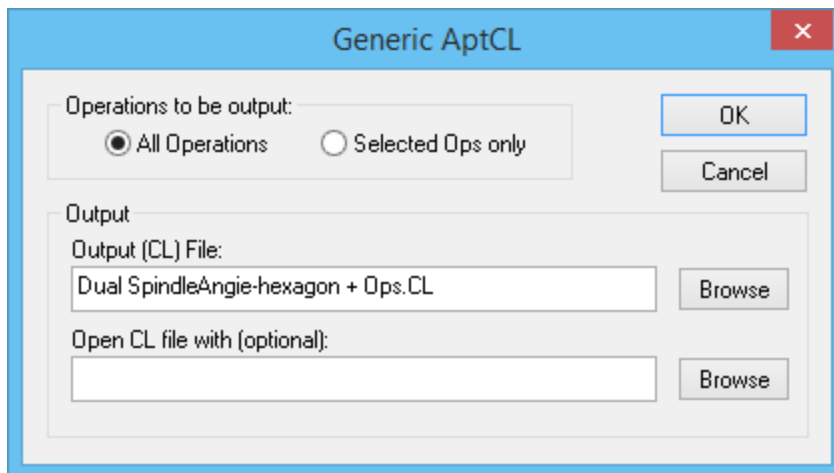 Generic AptCL
Operations to be output:
All Operations
Selected Ops only
OK
Cancel
Output
Output (CL) File:
Dual SpindleAngie-hexagon + Ops.CL
Browse
Open CL file with (optional):
Browse